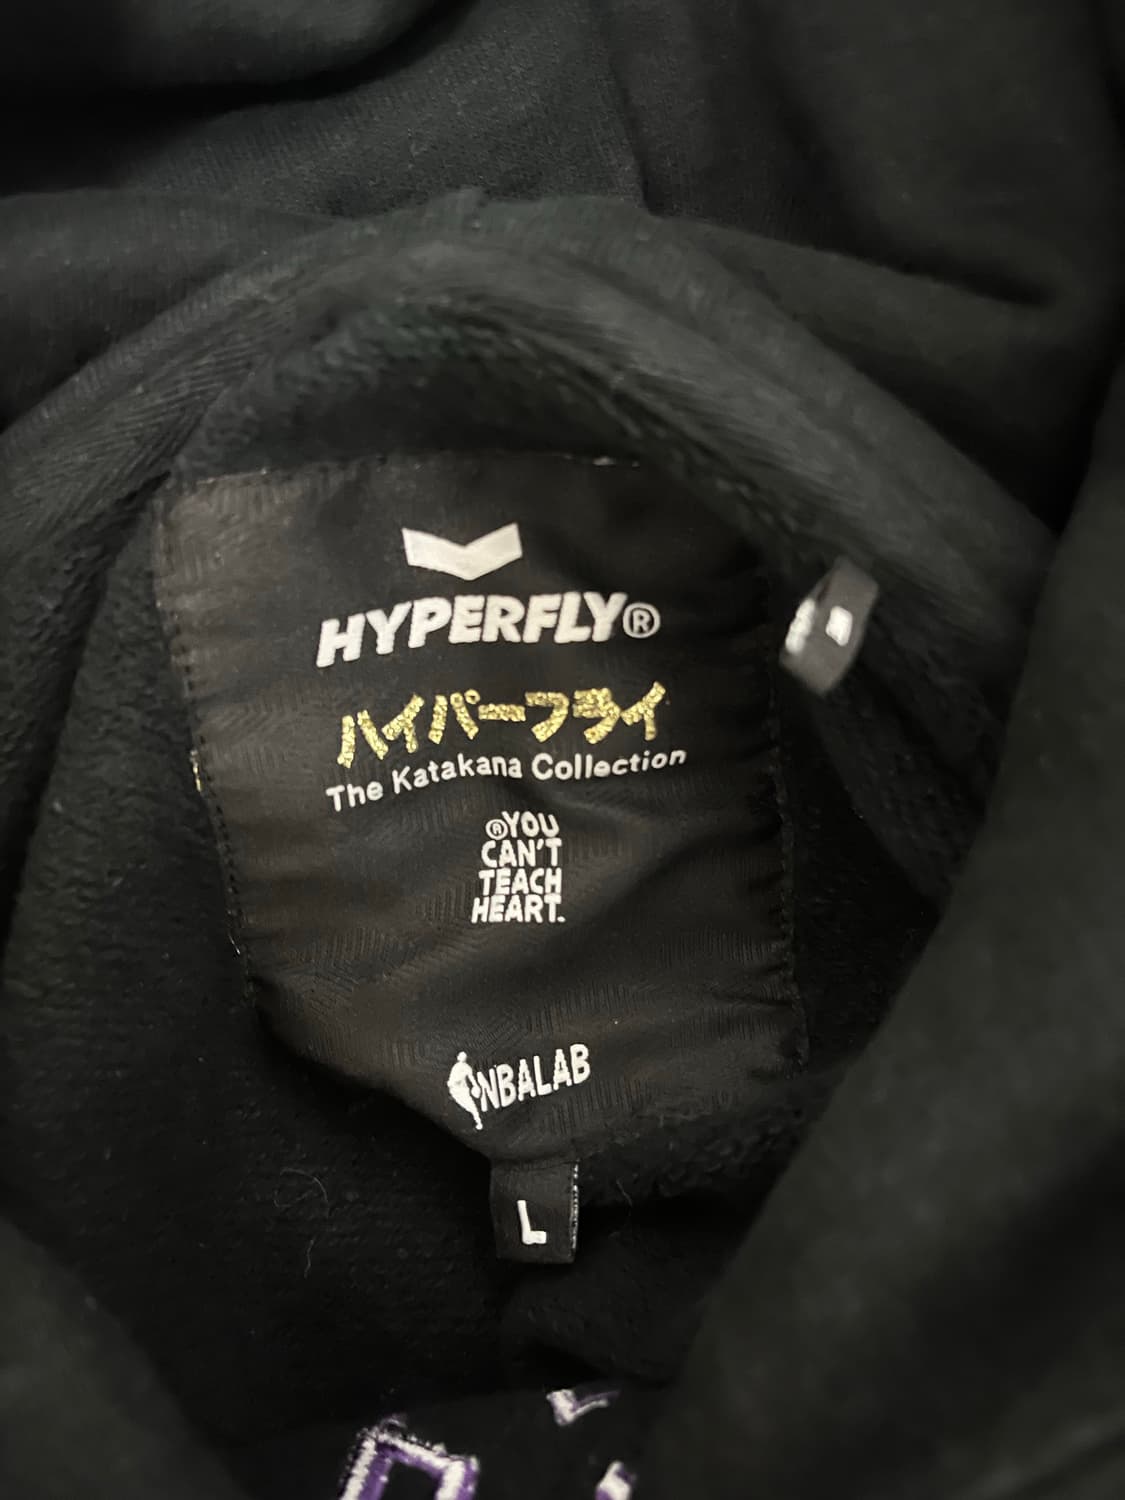 HYPERFLY®
ハイパーフライ
The Katakana Collection
®YOU
CAN'T
TEACH
HEART.
NBALAB
L